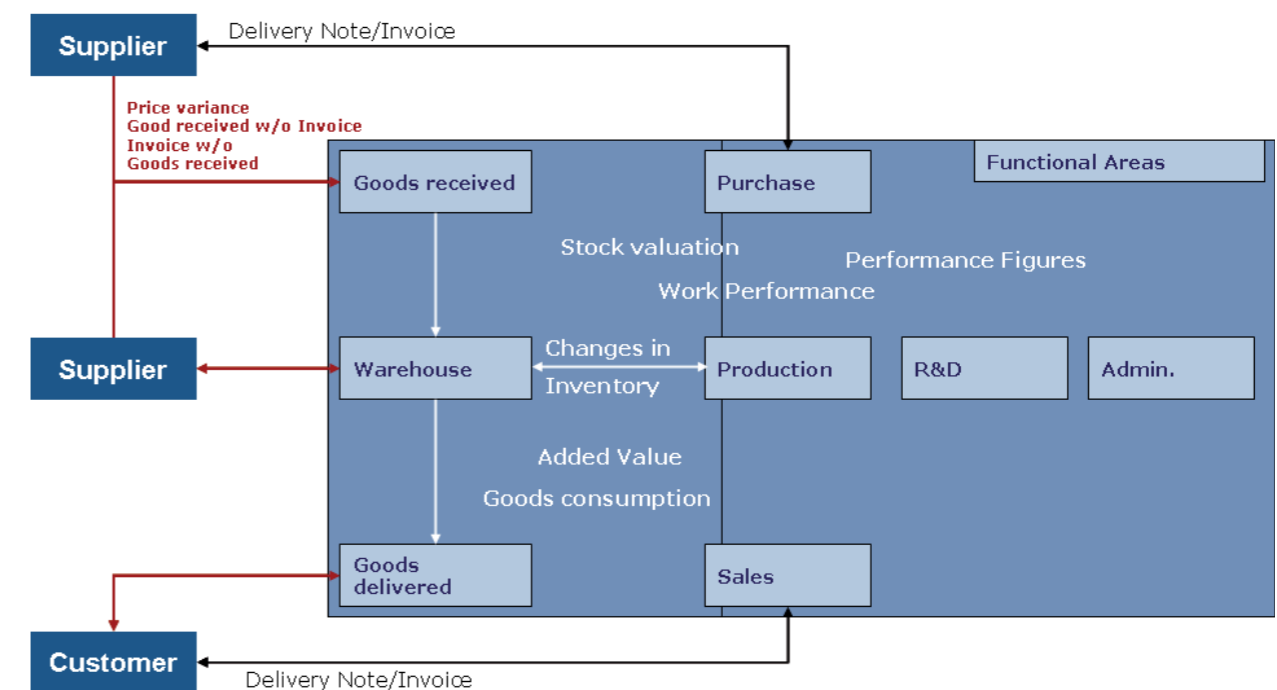 Supplier
Delivery Note/Invoice
Price variance
Good received w/o Invoice
Invoice w/o
Goods received
Goods received
Purchase
Functional Areas
Stock valuation
Performance Figures
Work Performance
Supplier
Warehouse
Changes in
Inventory
Production
R&D
Admin.
Added Value
Goods consumption
Goods
delivered
Sales
Customer
Delivery Note/Invoice